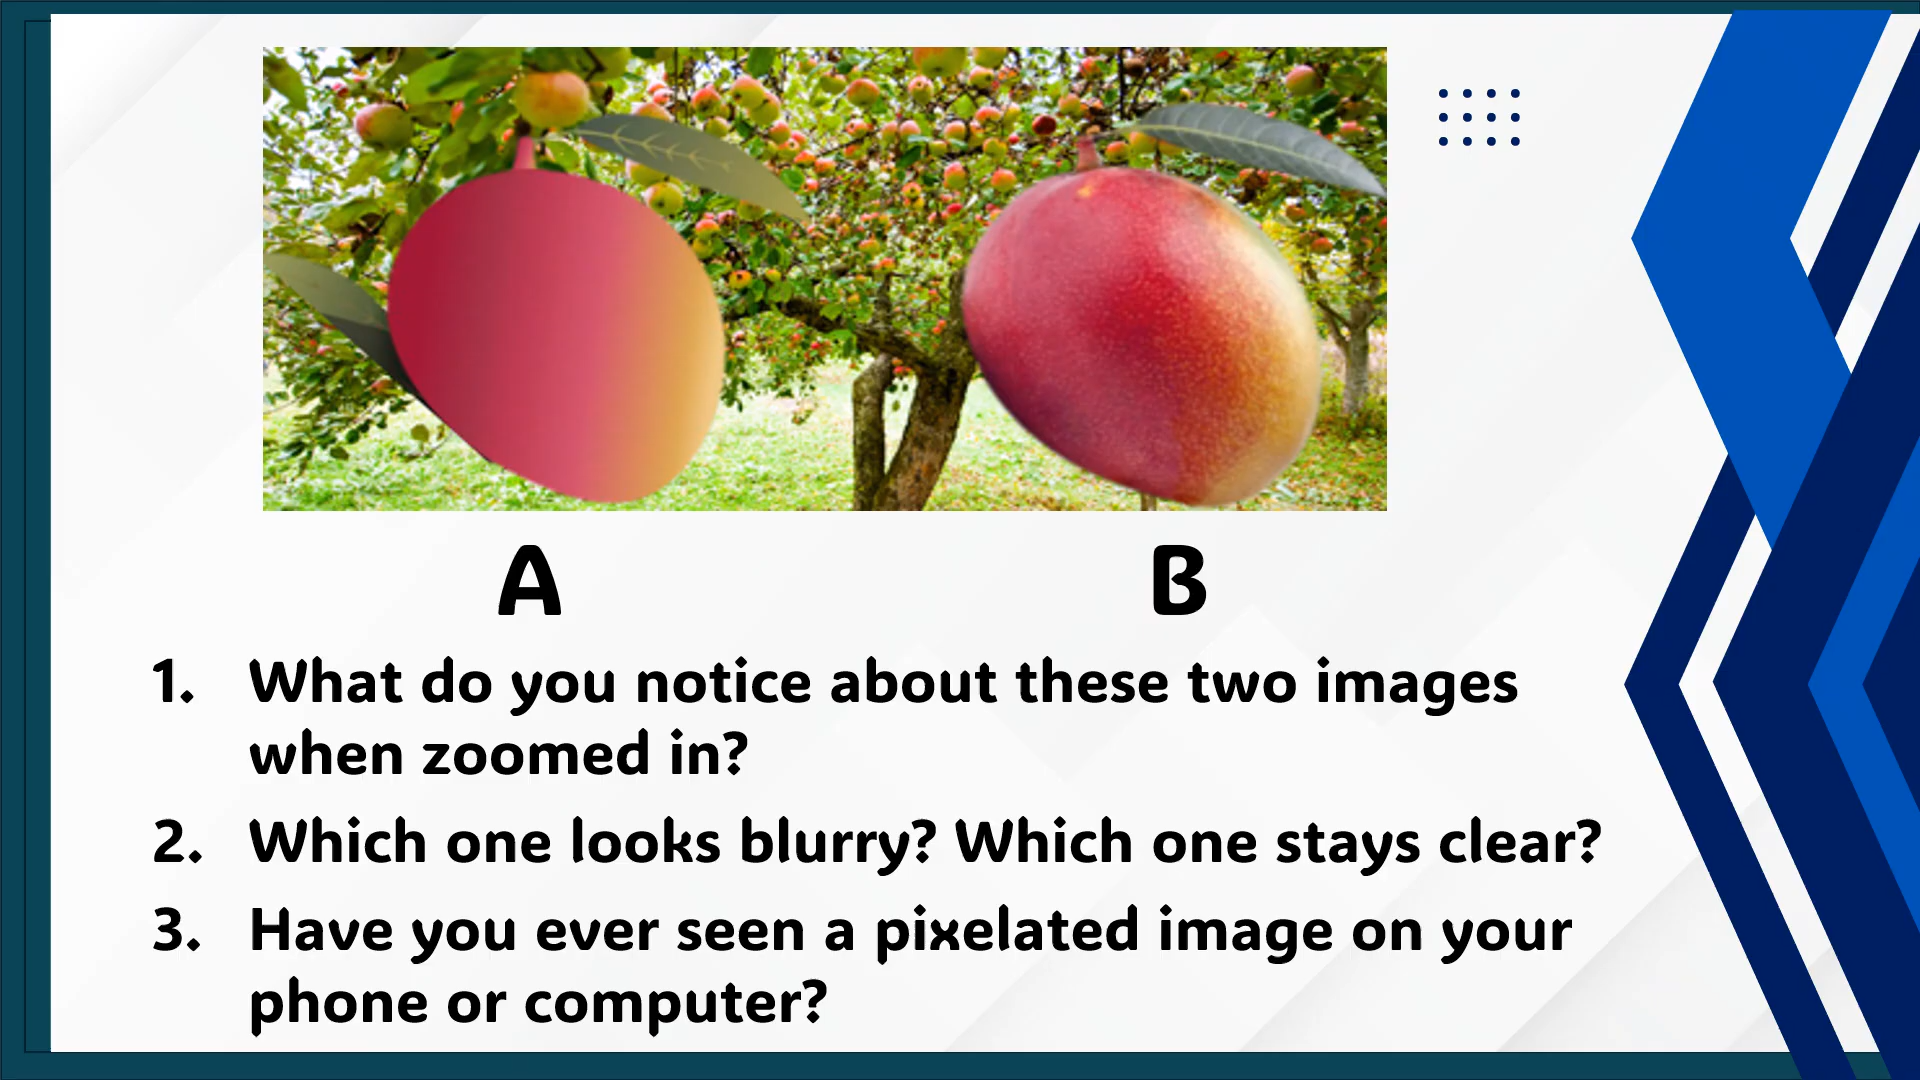 A
B
1. What do you notice about these two images
when zoomed in?
2. Which one looks blurry? Which one stays clear?
3. Have you ever seen a pixelated image on your
phone or computer?